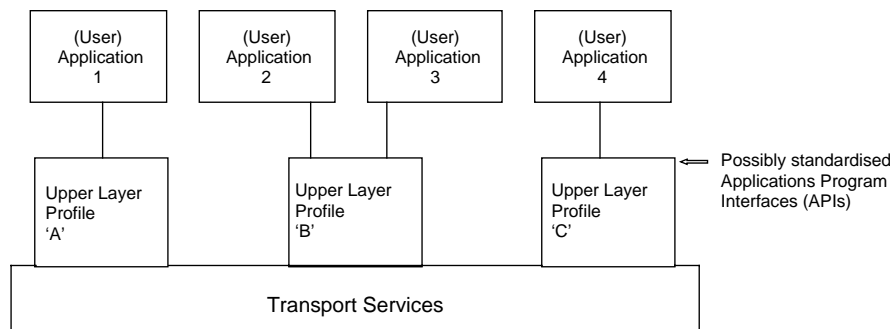 (User)
Application
1
(User)
Application
2
(User)
Application
3
(User)
Application
4
Upper Layer
Profile
‘A’
Upper Layer
Profile
‘B’
Upper Layer
Profile
‘C’
Possibly standardised
Applications Program
Interfaces (APIs)
Transport Services